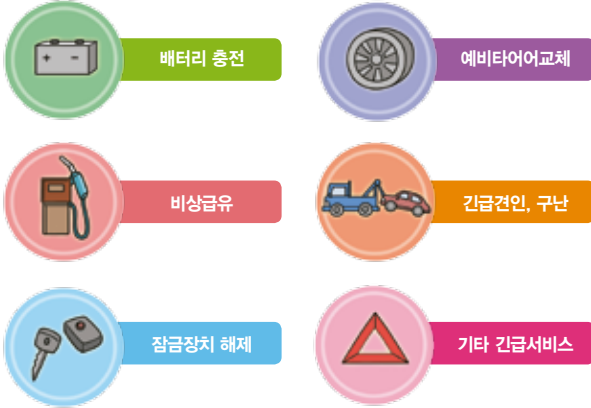 배터리 충전
예비타어어교체
비상급유
긴급견인, 구난
잠금장치 해제
기타 긴급서비스